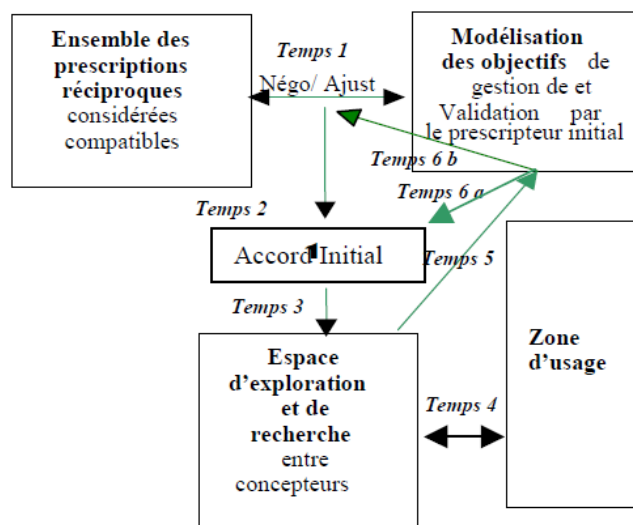 Ensemble des
prescriptions
réciproques
considérées
compatibles
Temps 1
Négo/ Ajust
Modélisation
des objectifs de
gestion de et
Validation par
le prescripteur initial
Temps 6 b
Temps 6 a
Temps 2
Accord Initial
Temps 5
Temps 3
Espace
d'exploration
et de
recherche
entre
concepteurs
Temps 4
Zone
d'usage